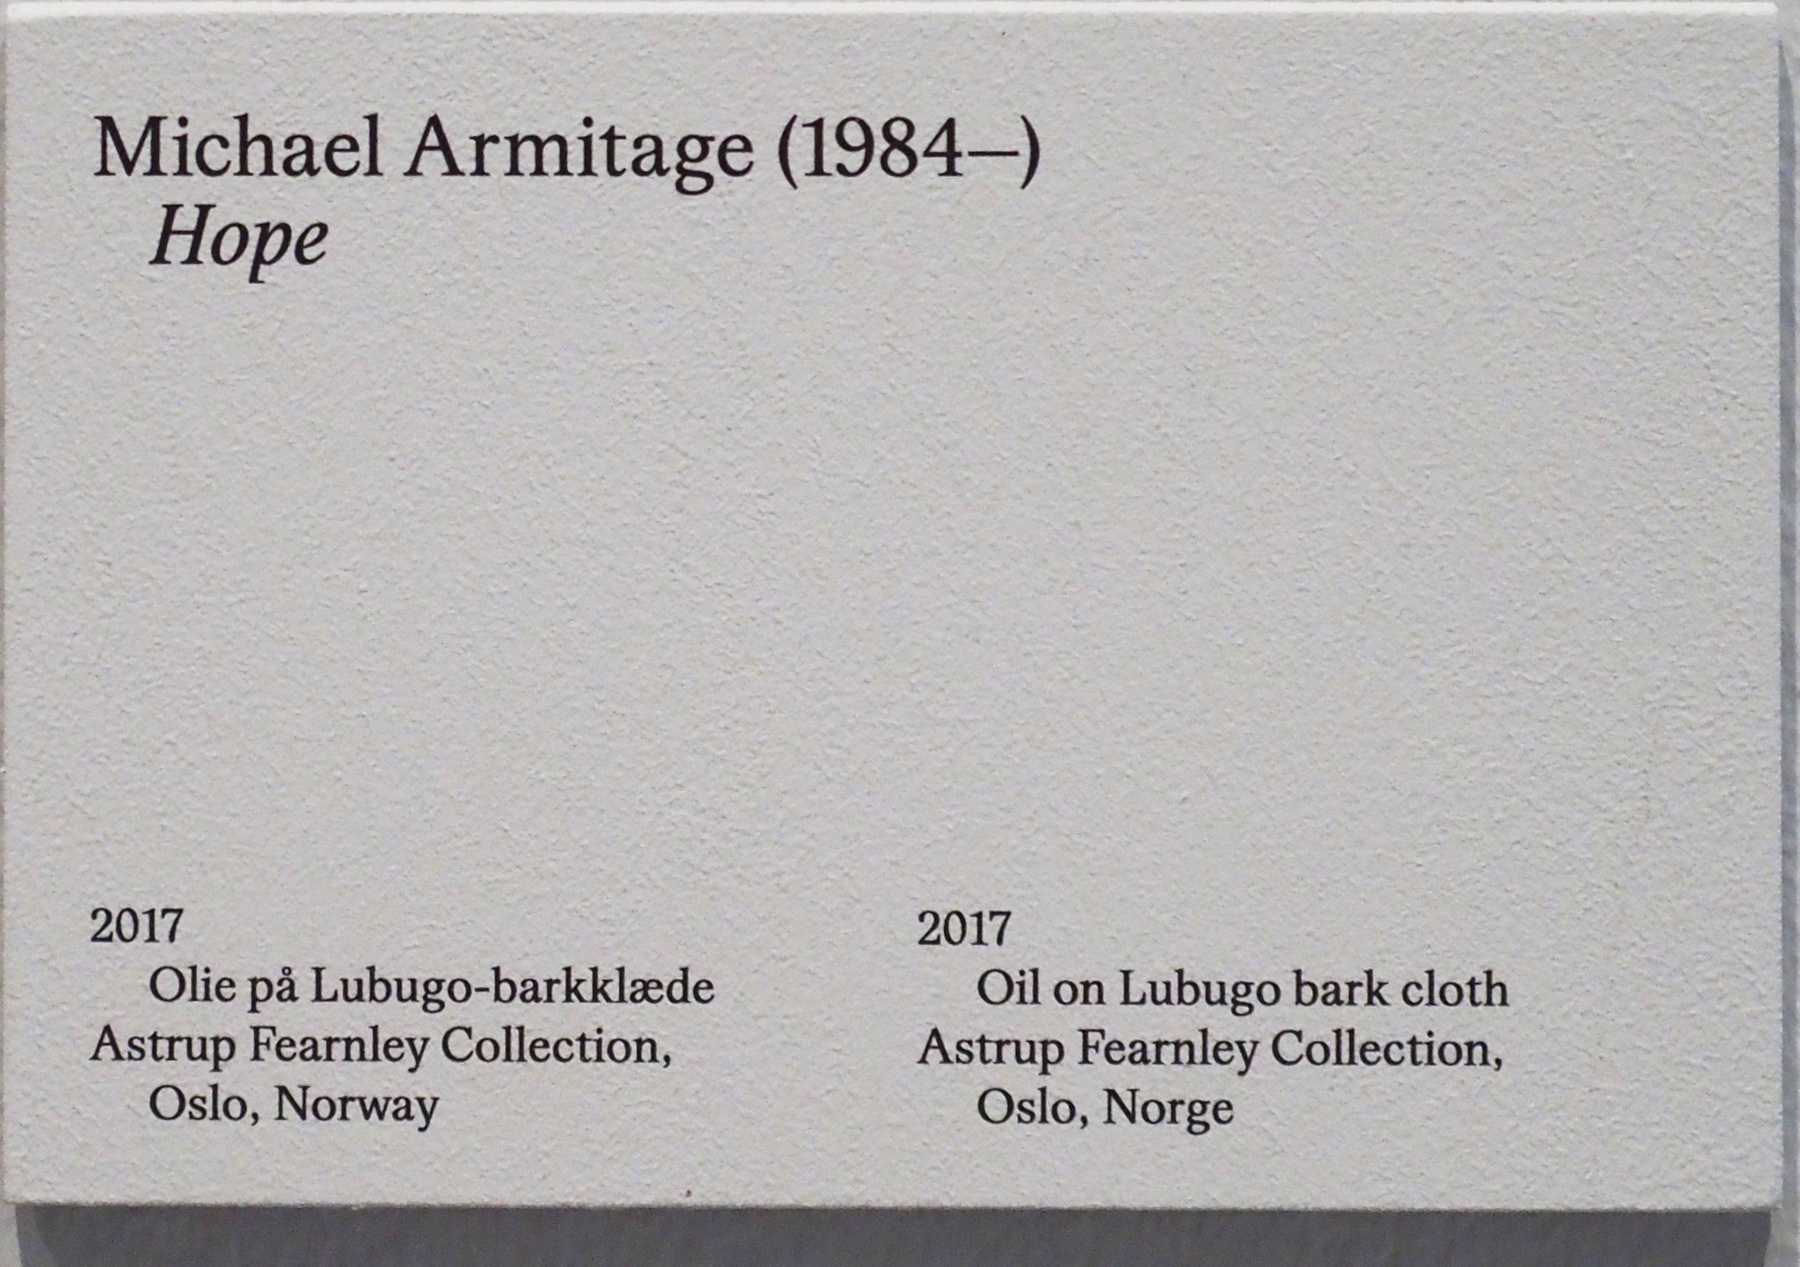 Michael Armitage (1984–)
Hope
2017
Olie på Lubugo-barkklæde
Astrup Fearnley Collection,
Oslo, Norway
2017
Oil on Lubugo bark cloth
Astrup Fearnley Collection,
Oslo, Norge